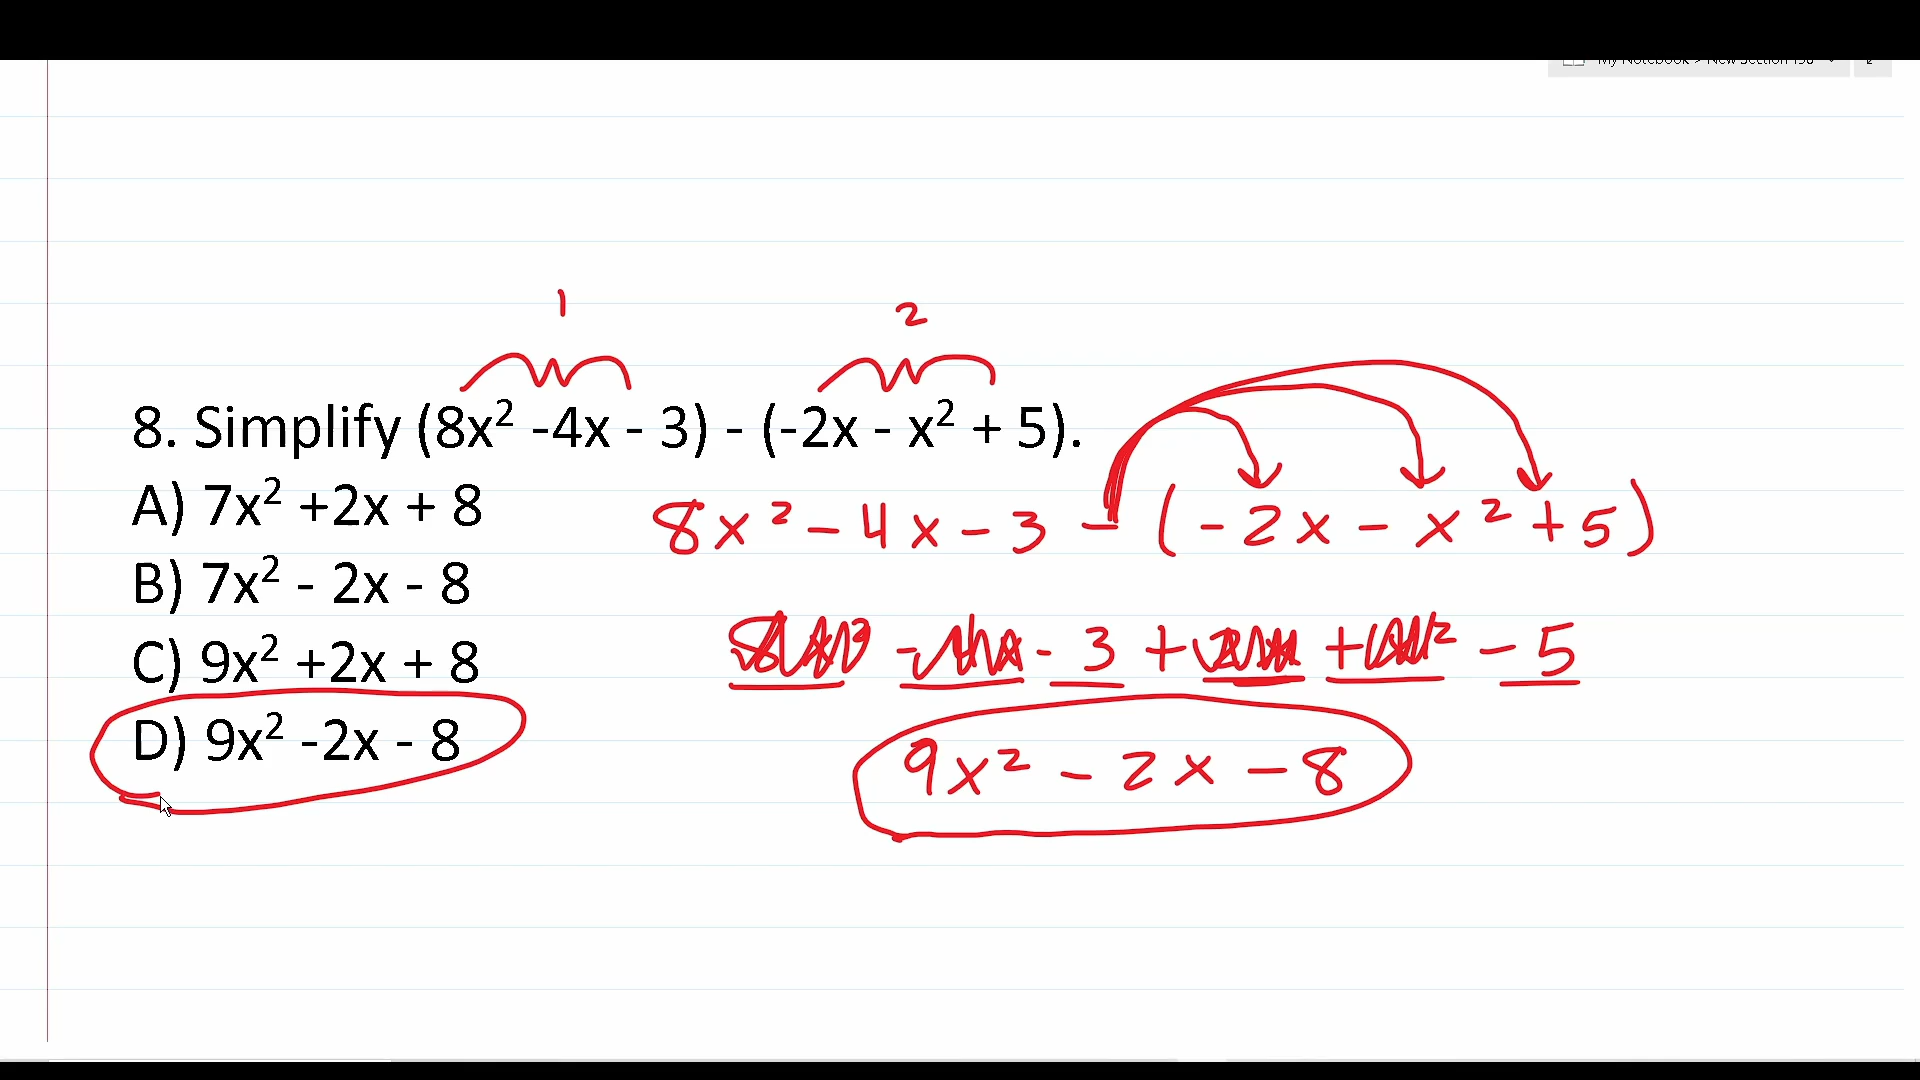 1 2
8. Simplify (8x² -4x - 3) - (-2x - x² + 5).
A) 7x² +2x + 8
8x² - 4x - 3 - (-2x - x² + 5)
B) 7x² - 2x - 8
C) 9x² +2x + 8
- 3 + + - 5
D) 9x² -2x - 8
9x² - 2x - 8